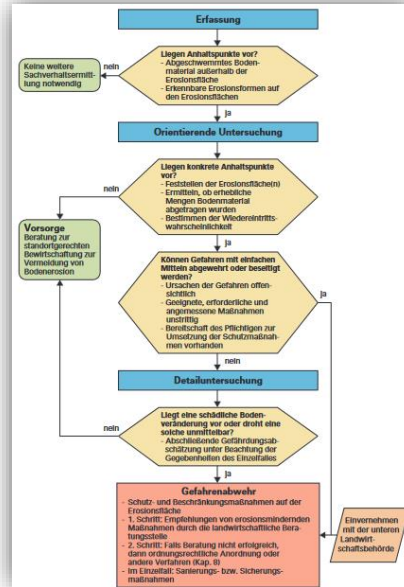 Erfassung
Liegen Anhaltspunkte vor?
- Abgeschwemmtes Boden-
material außerhalb der
Erosionsfläche
- Erkennbare Erosionsformen auf
den Erosionsflächen
nein
Keine weitere
Sachverhaltsermitt-
lung notwendig
ja
Orientierende Untersuchung
Liegen konkrete Anhaltspunkte
vor?
- Feststellen der Erosionsfläche(n)
- Ermitteln, ob erhebliche
Mengen Bodenmaterial
abgetragen wurden
- Bestimmen der Wiedereintritts-
wahrscheinlichkeit
nein
Vorsorge
Beratung zur
standortgerechten
Bewirtschaftung zur
Vermeidung von
Bodenerosion
ja
Können Gefahren mit einfachen
Mitteln abgewehrt oder beseitigt
werden?
- Ursachen der Gefahren offen-
sichtlich
- Geeignete, erforderliche und
angemessene Maßnahmen
unstrittig
- Bereitschaft des Pflichtigen zur
Umsetzung der Schutzmaßnah-
men vorhanden
ja
nein
Detailuntersuchung
Liegt eine schädliche Boden-
veränderung vor oder droht eine
solche unmittelbar?
- Abschließende Gefährdungsab-
schätzung unter Beachtung der
Gegebenheiten des Einzelfalles
nein
ja
Gefahrenabwehr
- Schutz- und Beschränkungsmaßnahmen auf der
Erosionsfläche
- 1. Schritt: Empfehlungen von erosionsmindernden
Maßnahmen durch die landwirtschaftliche Bera-
tungsstelle
- 2. Schritt: Falls Beratung nicht erfolgreich,
dann ordnungsrechtliche Anordnung oder
andere Verfahren (Kap. 8)
- Im Einzelfall: Sanierungs- bzw. Sicherungs-
maßnahmen
Einvernehmen
mit der unteren
Landwirt-
schaftsbehörde